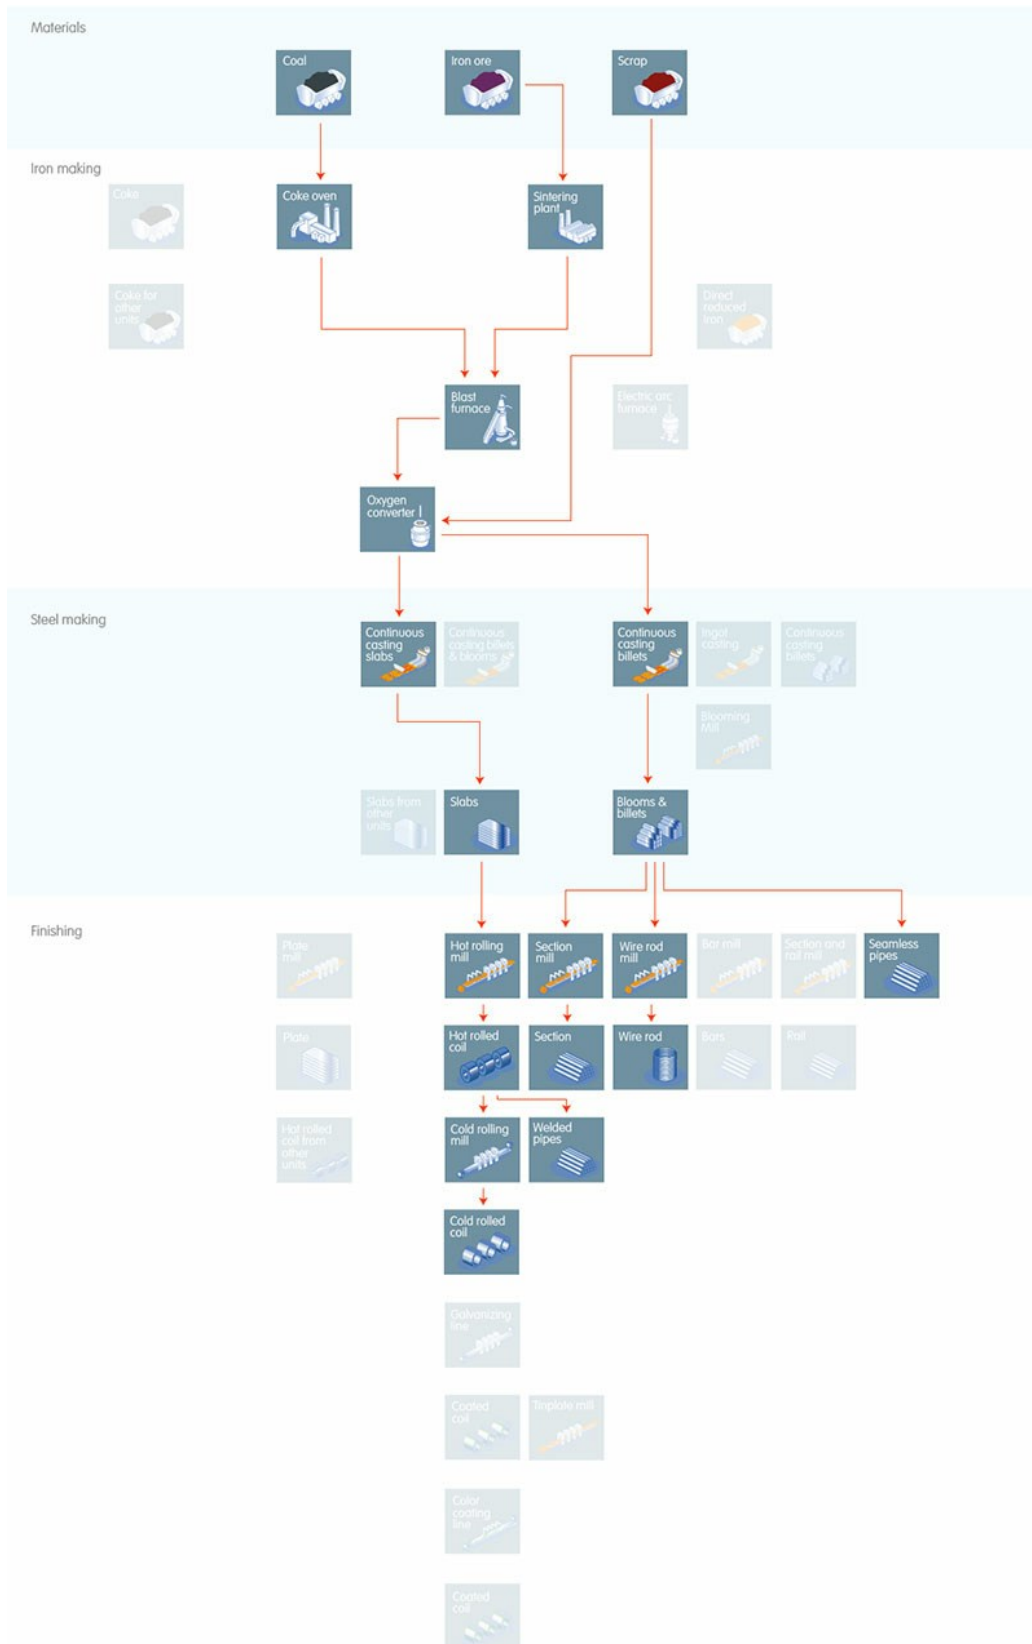 Materials
Coal
Iron ore
Scrap
Iron making
Coke
Coke oven
Sintering
plant
Coke for
other
units
Direct
reduced
iron
Blast
furnace
Electric arc
furnace
Oxygen
converter
Steel making
Continuous
casting
slabs
Continuous
casting billets
& blooms
Continuous
casting
billets
Ingot
casting
Continuous
casting
billets
Blooming
Mill
Slabs from
other
units
Slabs
Blooms &
billets
Finishing
Plate
mill
Hot rolling
mill
Section
mill
Wire rod
mill
Bar mill
Section and
rail mill
Seamless
pipes
Plate
Hot rolled
coil
Section
Wire rod
Bars
Rail
Hot rolled
coil from
other
units
Cold rolling
mill
Welded
pipes
Cold rolled
coil
Galvanizing
line
Coated
coil
Tinplate mill
Color
coating
line
Coated
coil